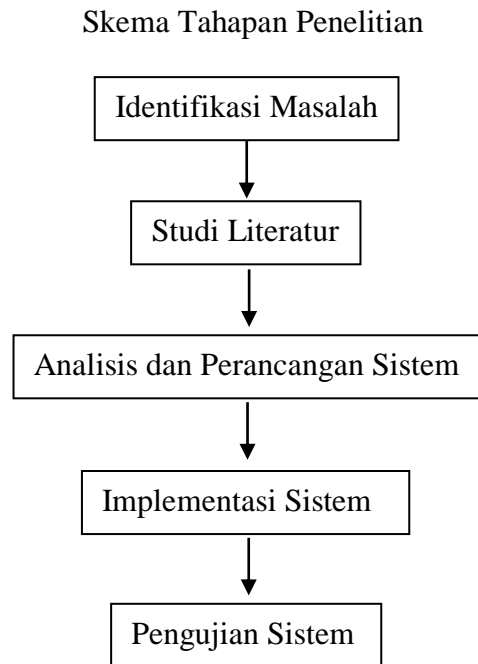 Skema Tahapan Penelitian
Identifikasi Masalah
Studi Literatur
Analisis dan Perancangan Sistem
Implementasi Sistem
Pengujian Sistem